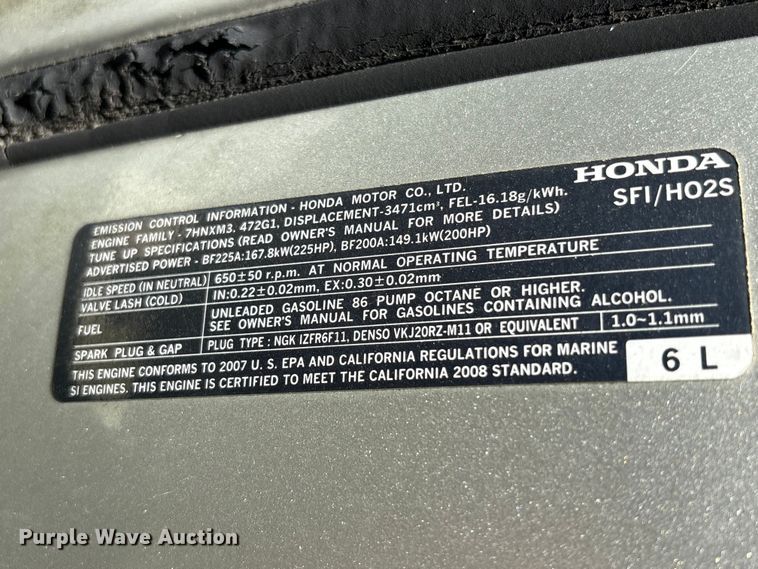 HONDA
SFI/HO2S
EMISSION CONTROL INFORMATION - HONDA MOTOR CO., LTD.
ENGINE FAMILY - 7HNXM3. 472G1, DISPLACEMENT-3471cm³, FEL-16.18g/kWh.
TUNE UP SPECIFICATIONS (READ OWNER'S MANUAL FOR MORE DETAILS)
ADVERTISED POWER - BF225A:167.8kW(225HP), BF200A:149.1kW(200HP)
IDLE SPEED (IN NEUTRAL) 650±50 r.p.m. AT NORMAL OPERATING TEMPERATURE
VALVE LASH (COLD) IN:0.22±0.02mm, EX:0.30±0.02mm
FUEL UNLEADED GASOLINE 86 PUMP OCTANE OR HIGHER.
SEE OWNER'S MANUAL FOR GASOLINES CONTAINING ALCOHOL.
SPARK PLUG & GAP PLUG TYPE : NGK IZFR6F11, DENSO VKJ20RZ-M11 OR EQUIVALENT 1.0~1.1mm
THIS ENGINE CONFORMS TO 2007 U. S. EPA AND CALIFORNIA REGULATIONS FOR MARINE
SI ENGINES. THIS ENGINE IS CERTIFIED TO MEET THE CALIFORNIA 2008 STANDARD.
6 L
Purple Wave Auction